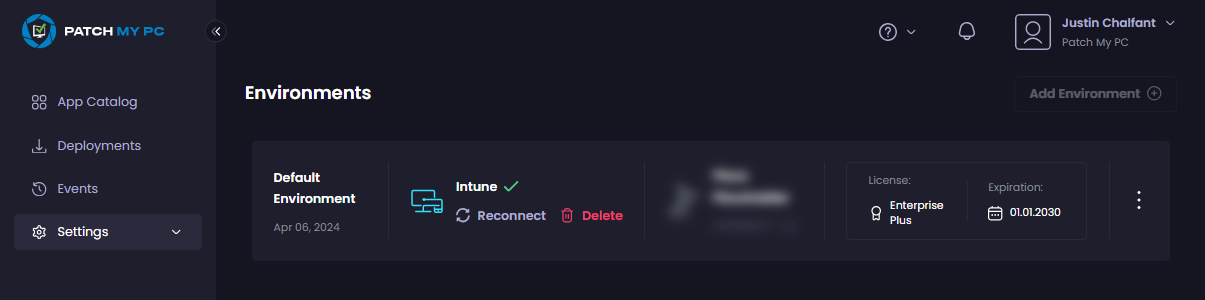 PATCH MY PC
Justin Chalfant
Patch My PC
App Catalog
Deployments
Events
Settings
Environments
Add Environment
Default
Environment
Apr 06, 2024
Intune
Reconnect
Delete
License:
Enterprise
Plus
Expiration:
01.01.2030